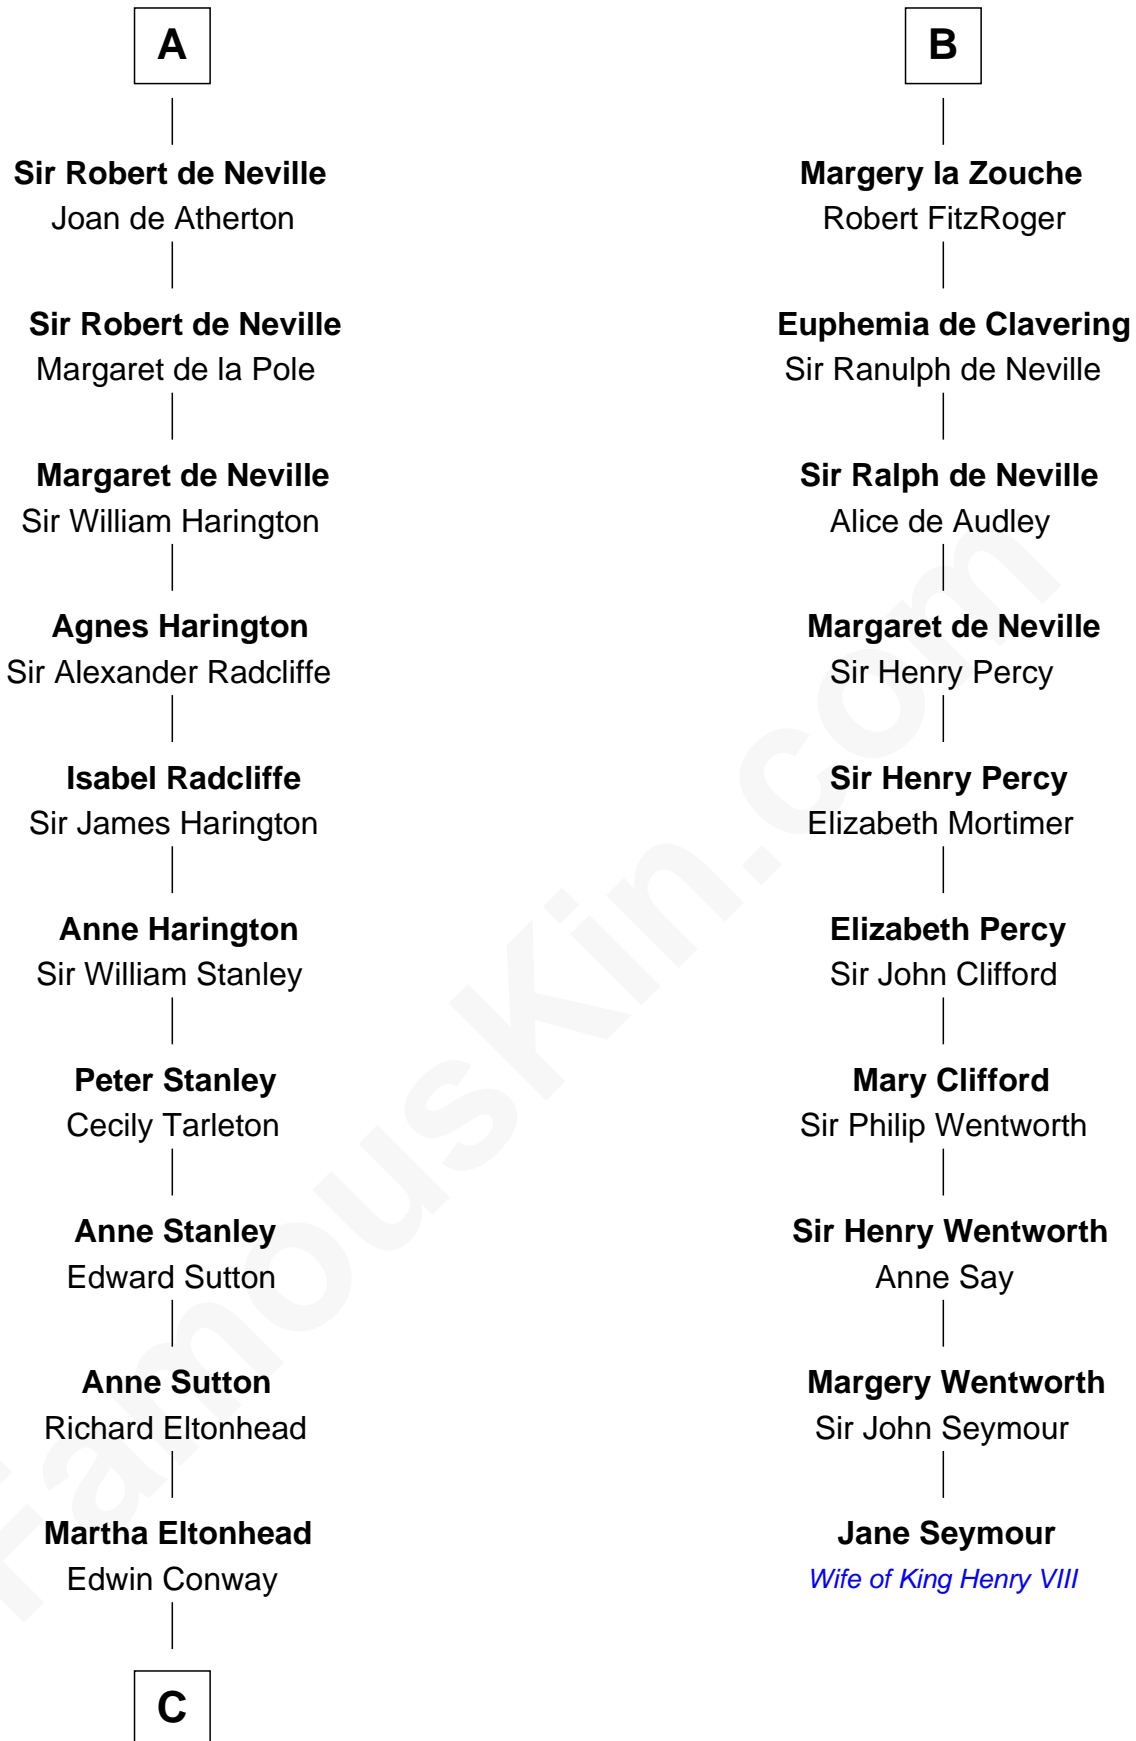 A
Sir Robert de Neville
Joan de Atherton
Sir Robert de Neville
Margaret de la Pole
Margaret de Neville
Sir William Harington
Agnes Harington
Sir Alexander Radcliffe
Isabel Radcliffe
Sir James Harington
Anne Harington
Sir William Stanley
Peter Stanley
Cecily Tarleton
Anne Stanley
Edward Sutton
Anne Sutton
Richard Eltonhead
Martha Eltonhead
Edwin Conway
C
B
Margery la Zouche
Robert FitzRoger
Euphemia de Clavering
Sir Ranulph de Neville
Sir Ralph de Neville
Alice de Audley
Margaret de Neville
Sir Henry Percy
Sir Henry Percy
Elizabeth Mortimer
Elizabeth Percy
Sir John Clifford
Mary Clifford
Sir Philip Wentworth
Sir Henry Wentworth
Anne Say
Margery Wentworth
Sir John Seymour
Jane Seymour
Wife of King Henry VIII
FamousKin.com